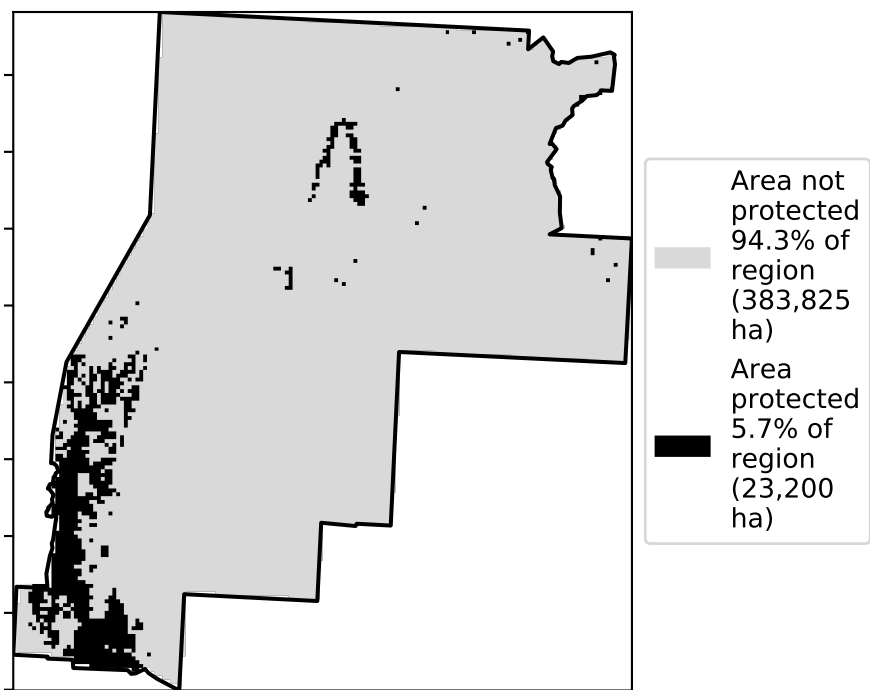 Area not
protected
94.3% of
region
(383,825
ha)
Area
protected
5.7% of
region
(23,200
ha)